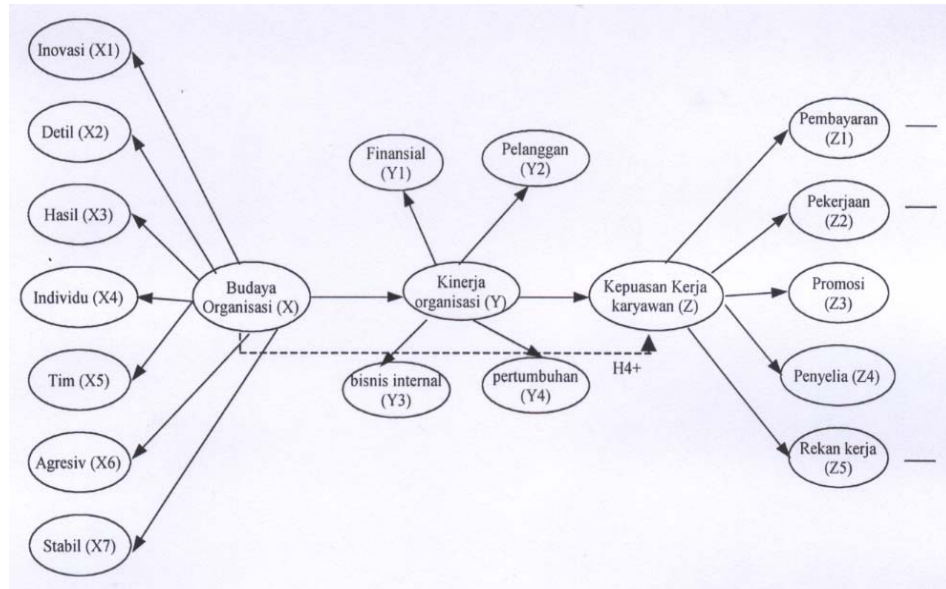 Inovasi (X1)
Detil (X2)
Hasil (X3)
Individu (X4)
Tim (X5)
Agresiv (X6)
Stabil (X7)
Budaya
Organisasi (X)
Finansial
(Y1)
Pelanggan
(Y2)
Kinerja
organisasi (Y)
bisnis internal
(Y3)
pertumbuhan
(Y4)
Kepuasan Kerja
karyawan (Z)
H4+
Pembayaran
(Z1)
Pekerjaan
(Z2)
Promosi
(Z3)
Penyelia (Z4)
Rekan kerja
(Z5)